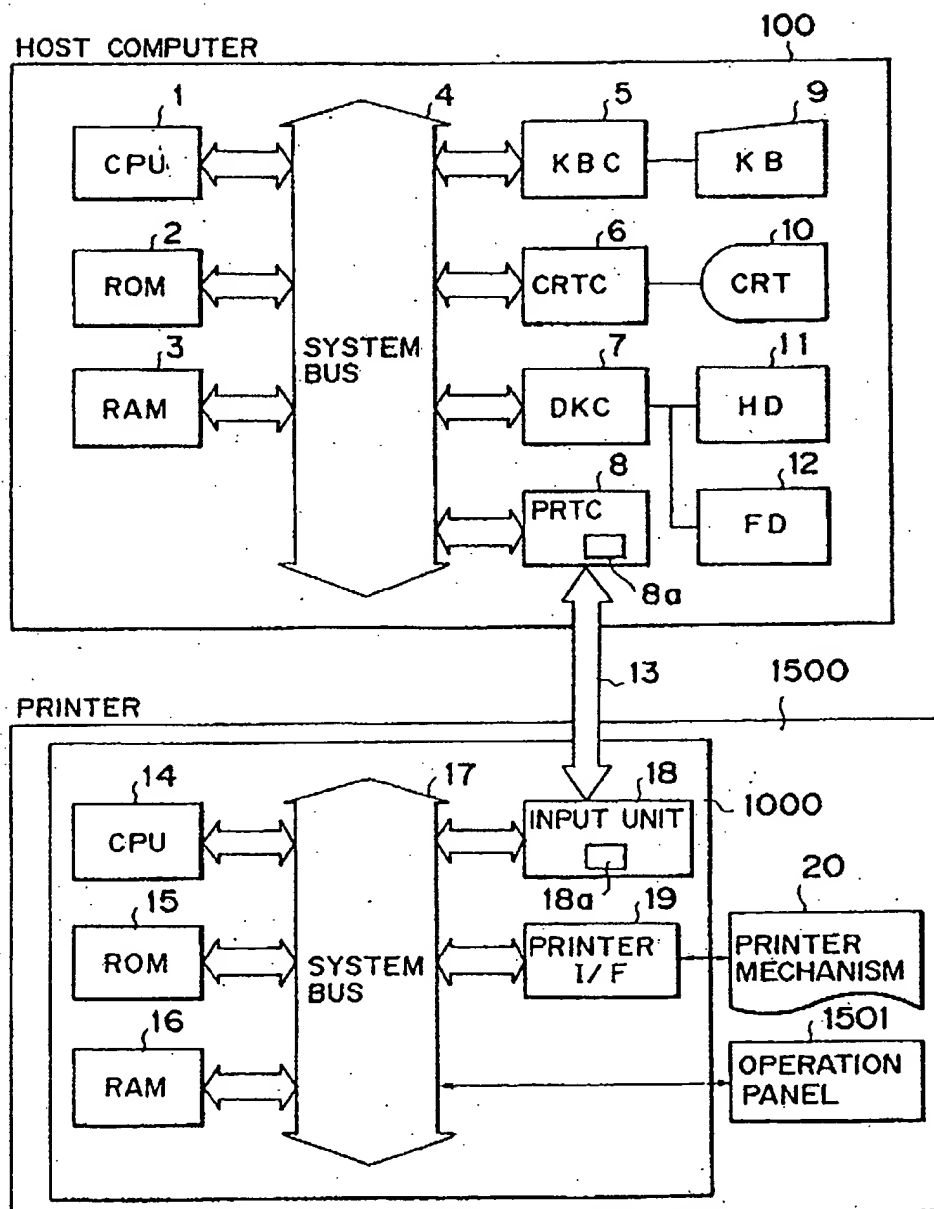 100
HOST COMPUTER
1
4
5
9
CPU
KBC
KB
2
6
10
ROM
CRTC
CRT
3
SYSTEM
BUS
7
11
RAM
DKC
HD
8
12
PRTC
FD
8a
13
1500
PRINTER
14
17
18
1000
CPU
INPUT UNIT
18a
15
19
20
ROM
SYSTEM
BUS
PRINTER
I/F
PRINTER
MECHANISM
16
1501
RAM
OPERATION
PANEL